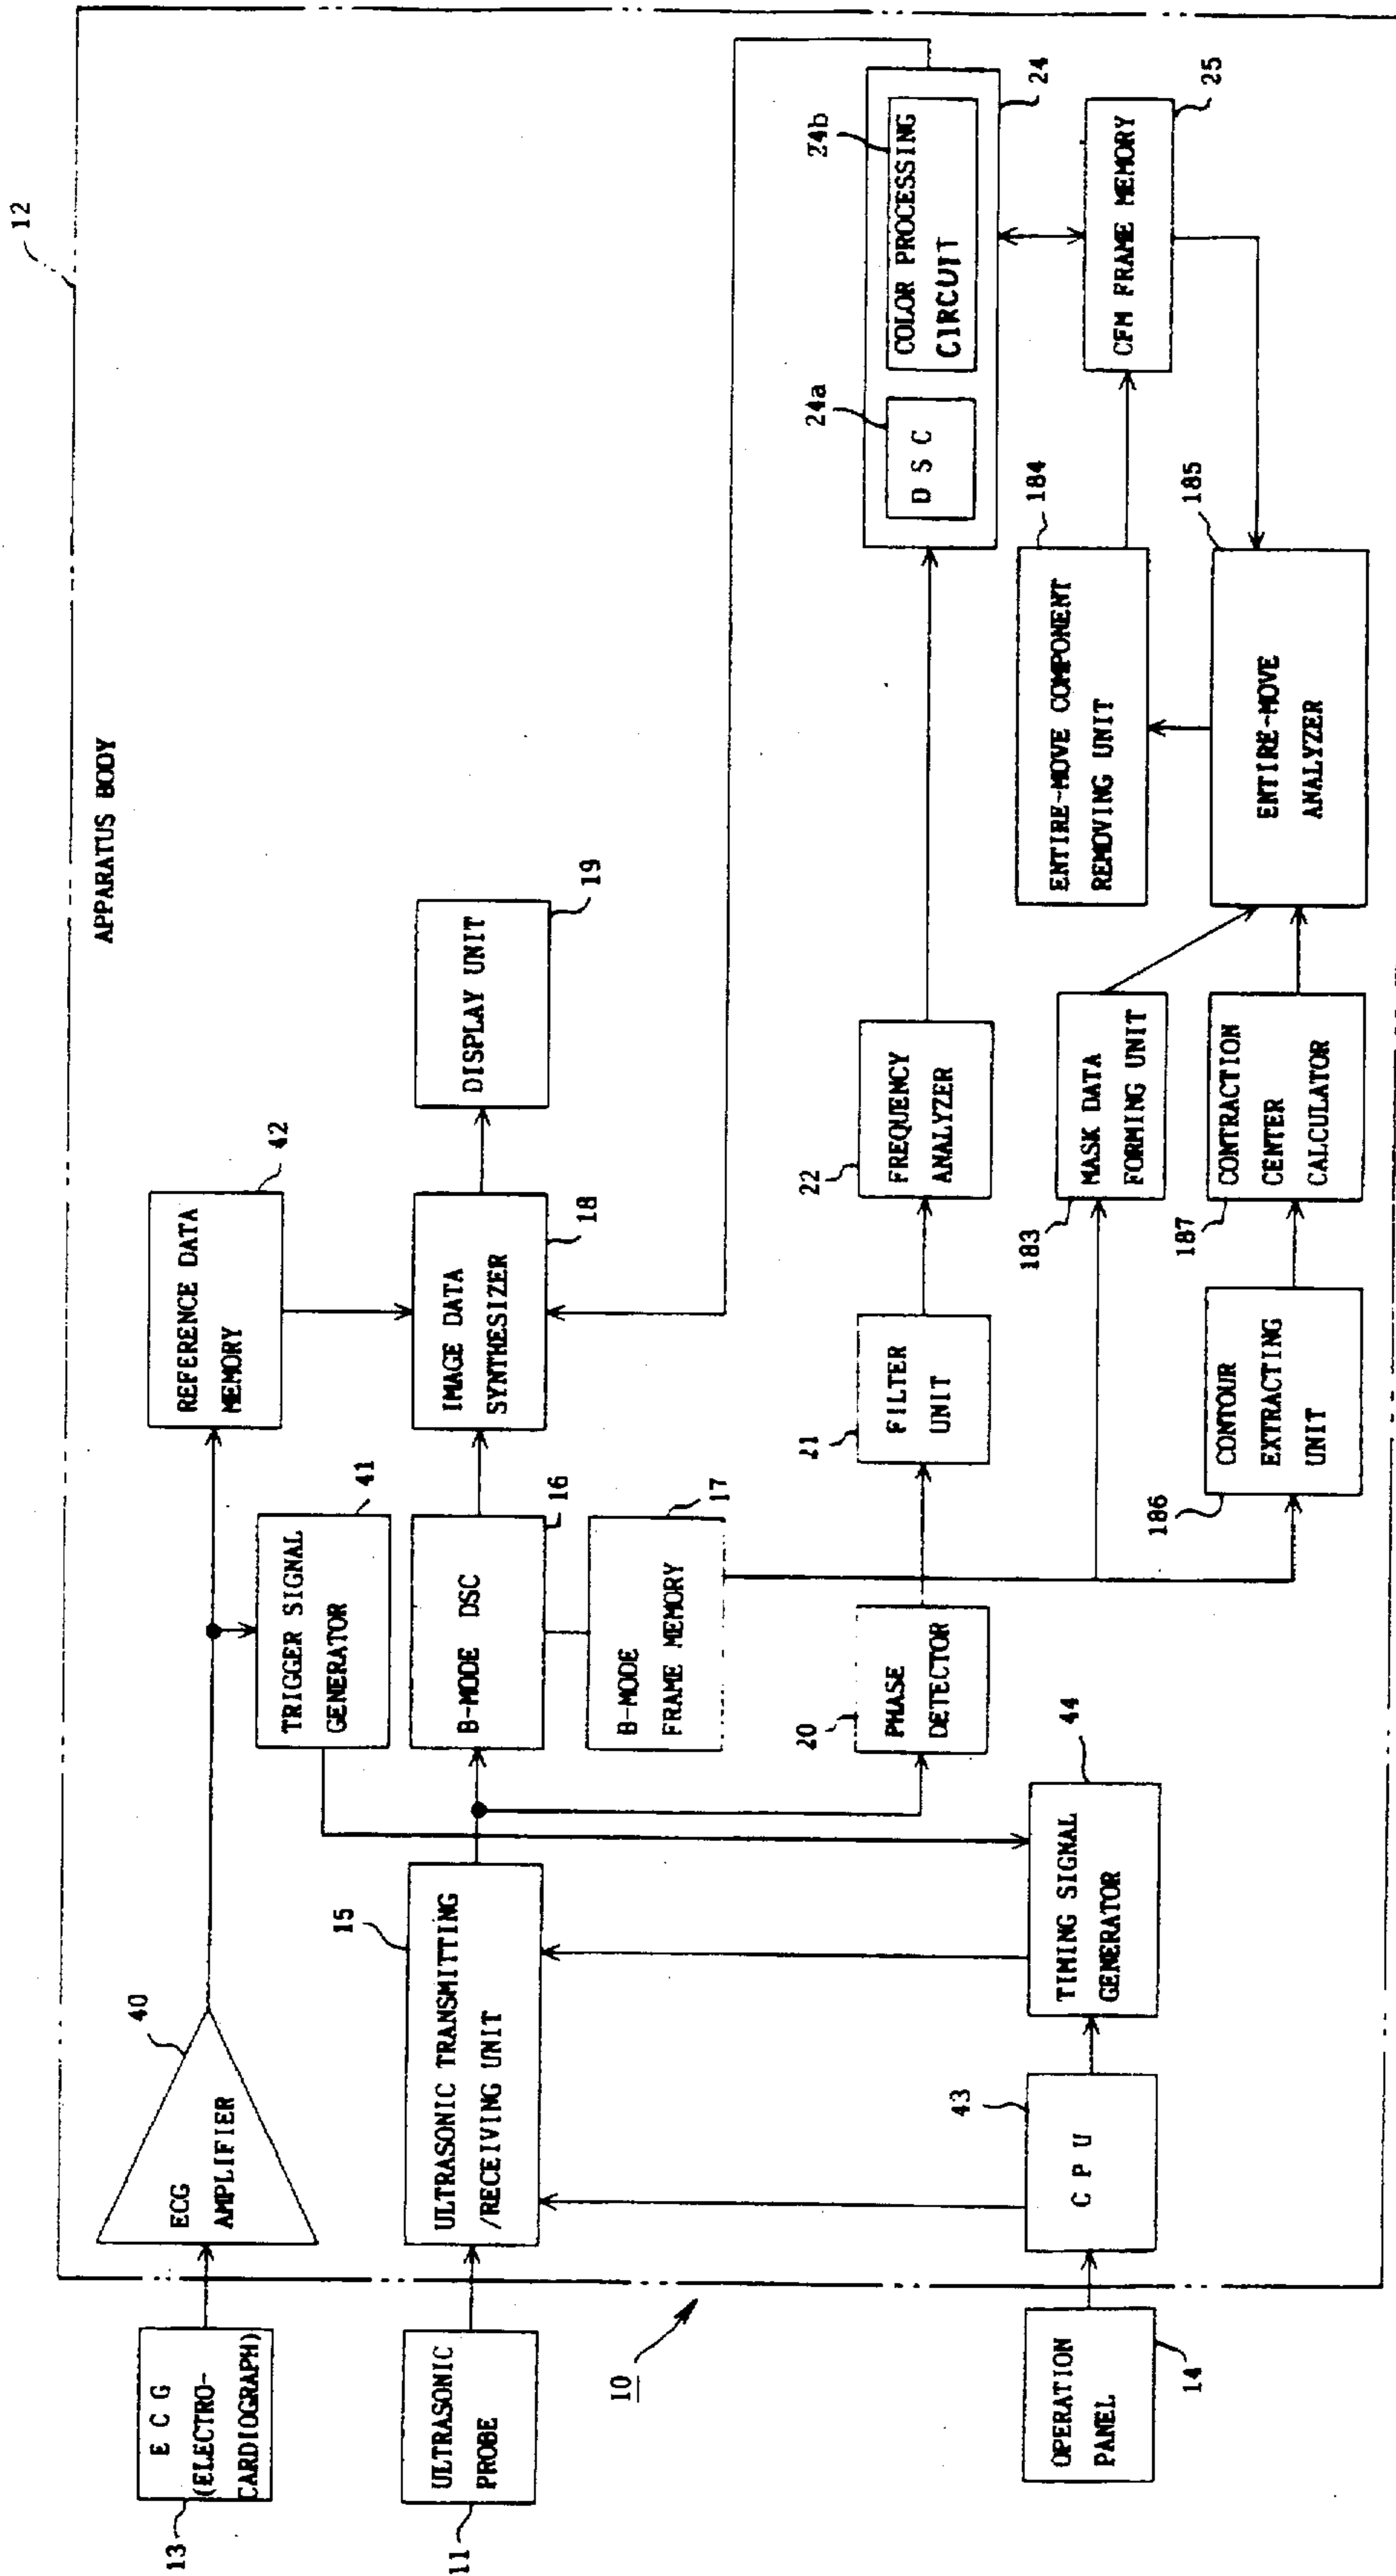 12
APPARATUS BODY
13
E C G
(ELECTRO-
CARDIOGRAPH)
40
ECG
AMPLIFIER
41
TRIGGER SIGNAL
GENERATOR
42
REFERENCE DATA
MEMORY
11
ULTRASONIC
PROBE
15
ULTRASONIC TRANSMITTING
/RECEIVING UNIT
16
B-MODE DSC
17
B-MODE
FRAME MEMORY
18
IMAGE DATA
SYNTHESIZER
19
DISPLAY UNIT
10
20
PHASE
DETECTOR
21
FILTER
UNIT
22
FREQUENCY
ANALYZER
24a
D S C
24b
COLOR PROCESSING
CIRCUIT
24
14
OPERATION
PANEL
43
C P U
44
TIMING SIGNAL
GENERATOR
183
MASK DATA
FORMING UNIT
184
ENTIRE-MOVE COMPONENT
REMOVING UNIT
25
CFM FRAME MEMORY
186
CONTOUR
EXTRACTING
UNIT
187
CONTRACTION
CENTER
CALCULATOR
185
ENTIRE-MOVE
ANALYZER